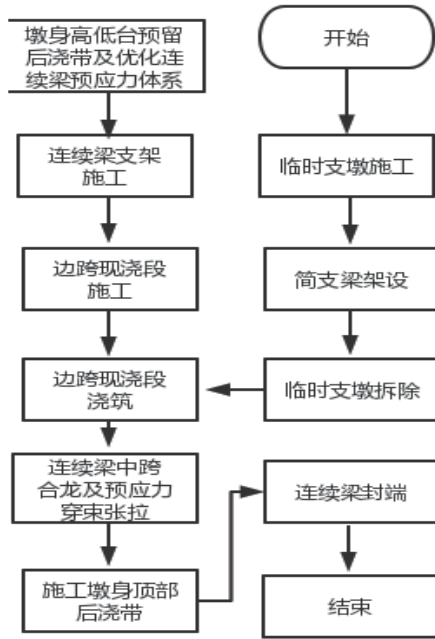 墩身高低台预留
后浇带及优化连
续梁预应力体系
连续梁支架
施工
边跨现浇段
施工
边跨现浇段
浇筑
连续梁中跨
合龙及预应力
穿束张拉
施工墩身顶部
后浇带
开始
临时支墩施工
简支梁架设
临时支墩拆除
连续梁封端
结束